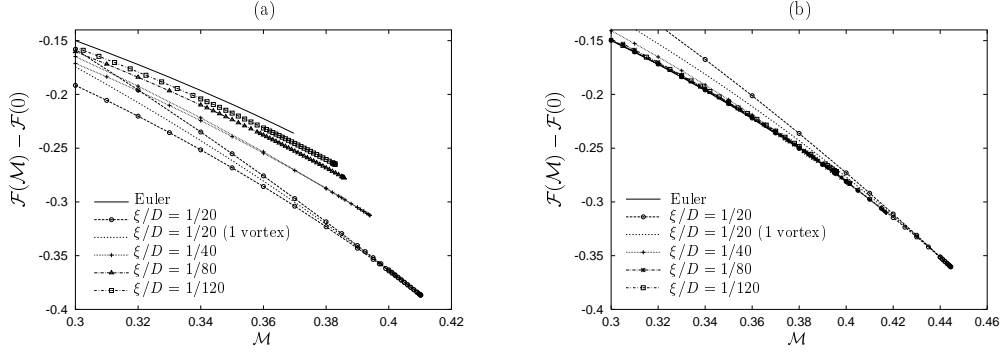 (a)
-0.15
-0.2
-0.25
-0.3
-0.35
-0.4
0.3 0.32 0.34 0.36 0.38 0.4 0.42
ℳ
ℱ(ℳ) − ℱ(0)
Euler
ξ/D = 1/20
ξ/D = 1/20 (1 vortex)
ξ/D = 1/40
ξ/D = 1/80
ξ/D = 1/120
(b)
-0.15
-0.2
-0.25
-0.3
-0.35
-0.4
0.3 0.32 0.34 0.36 0.38 0.4 0.42 0.44 0.46
ℳ
ℱ(ℳ) − ℱ(0)
Euler
ξ/D = 1/20
ξ/D = 1/20 (1 vortex)
ξ/D = 1/40
ξ/D = 1/80
ξ/D = 1/120